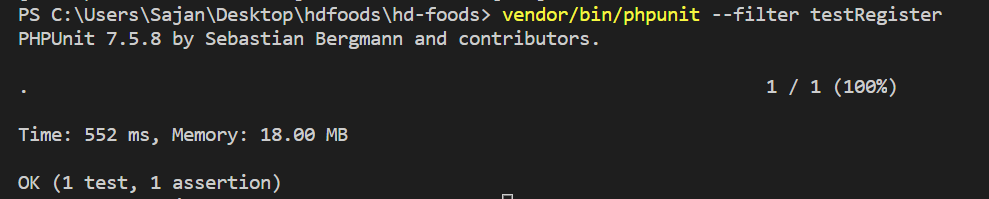 PS C:\Users\Sajan\Desktop\hdfoods\hd-foods> vendor/bin/phpunit --filter testRegister
PHPUnit 7.5.8 by Sebastian Bergmann and contributors.
. 1 / 1 (100%)
Time: 552 ms, Memory: 18.00 MB
OK (1 test, 1 assertion)